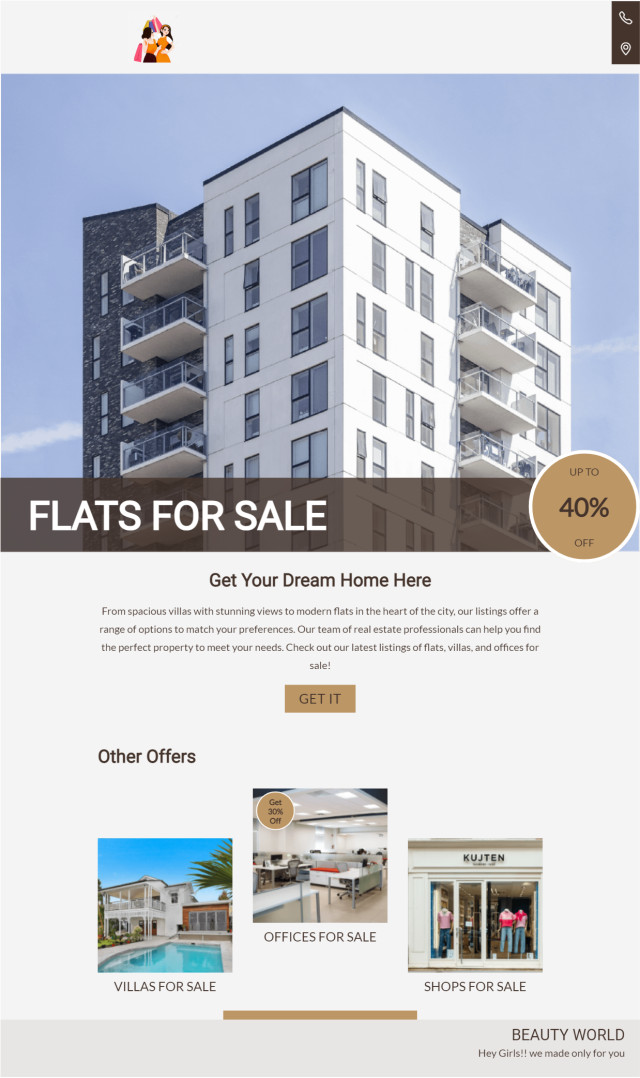 FLATS FOR SALE
UP TO
40%
OFF
Get Your Dream Home Here
From spacious villas with stunning views to modern flats in the heart of the city, our listings offer a
range of options to match your preferences. Our team of real estate professionals can help you find
the perfect property to meet your needs. Check out our latest listings of flats, villas, and offices for
sale!
GET IT
Other Offers
Get
30%
Off
KUJTEN
OFFICES FOR SALE
VILLAS FOR SALE
SHOPS FOR SALE
BEAUTY WORLD
Hey Girls!! we made only for you